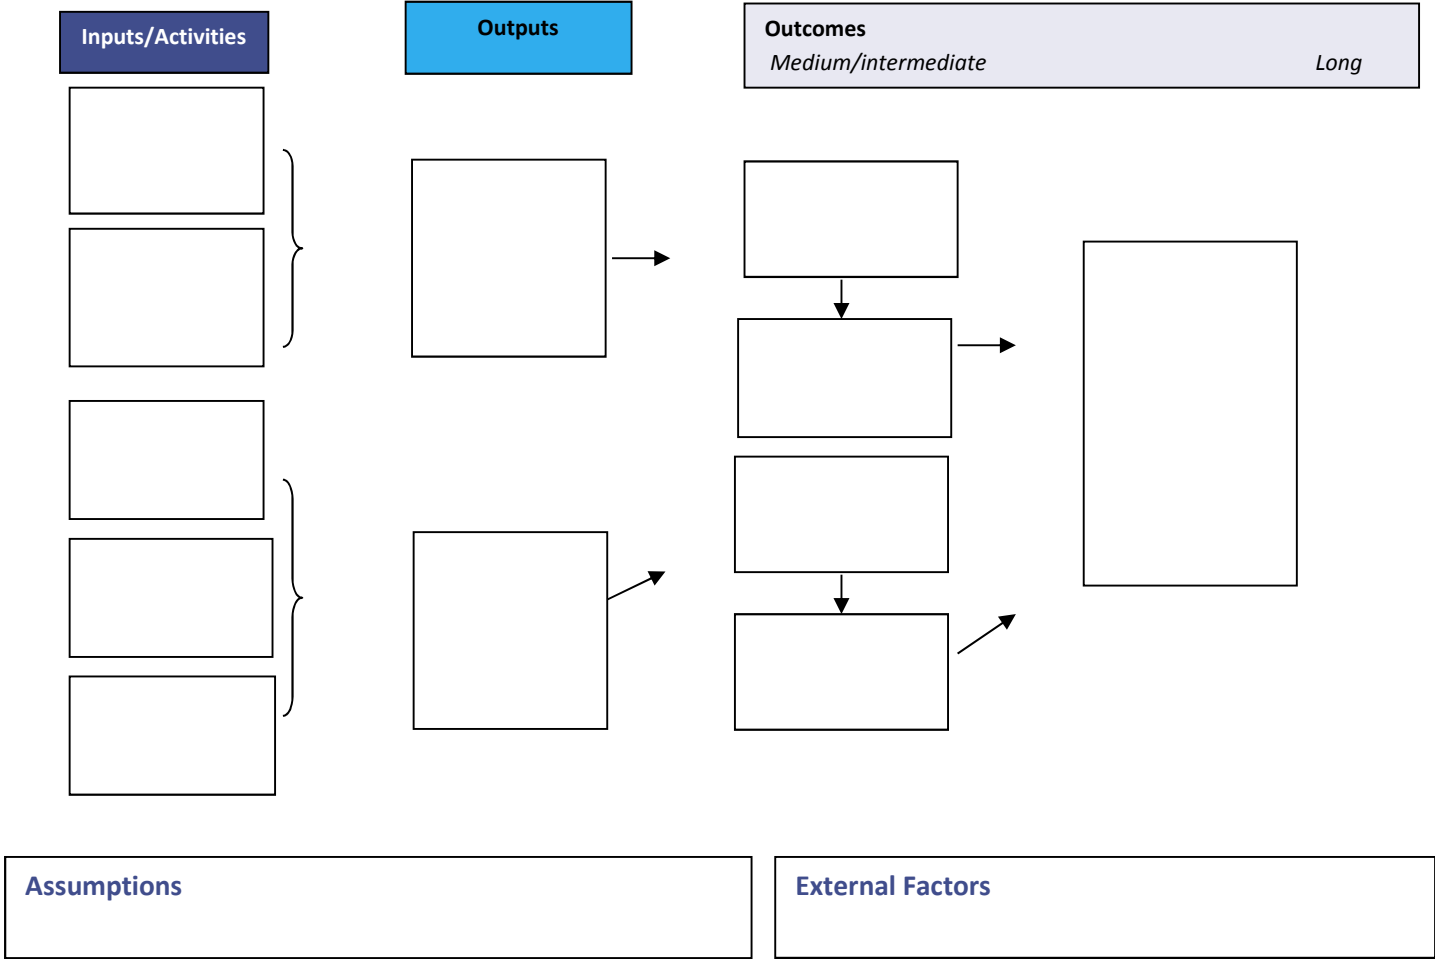 Inputs/Activities
Outputs
Outcomes
Medium/intermediate Long
Assumptions
External Factors